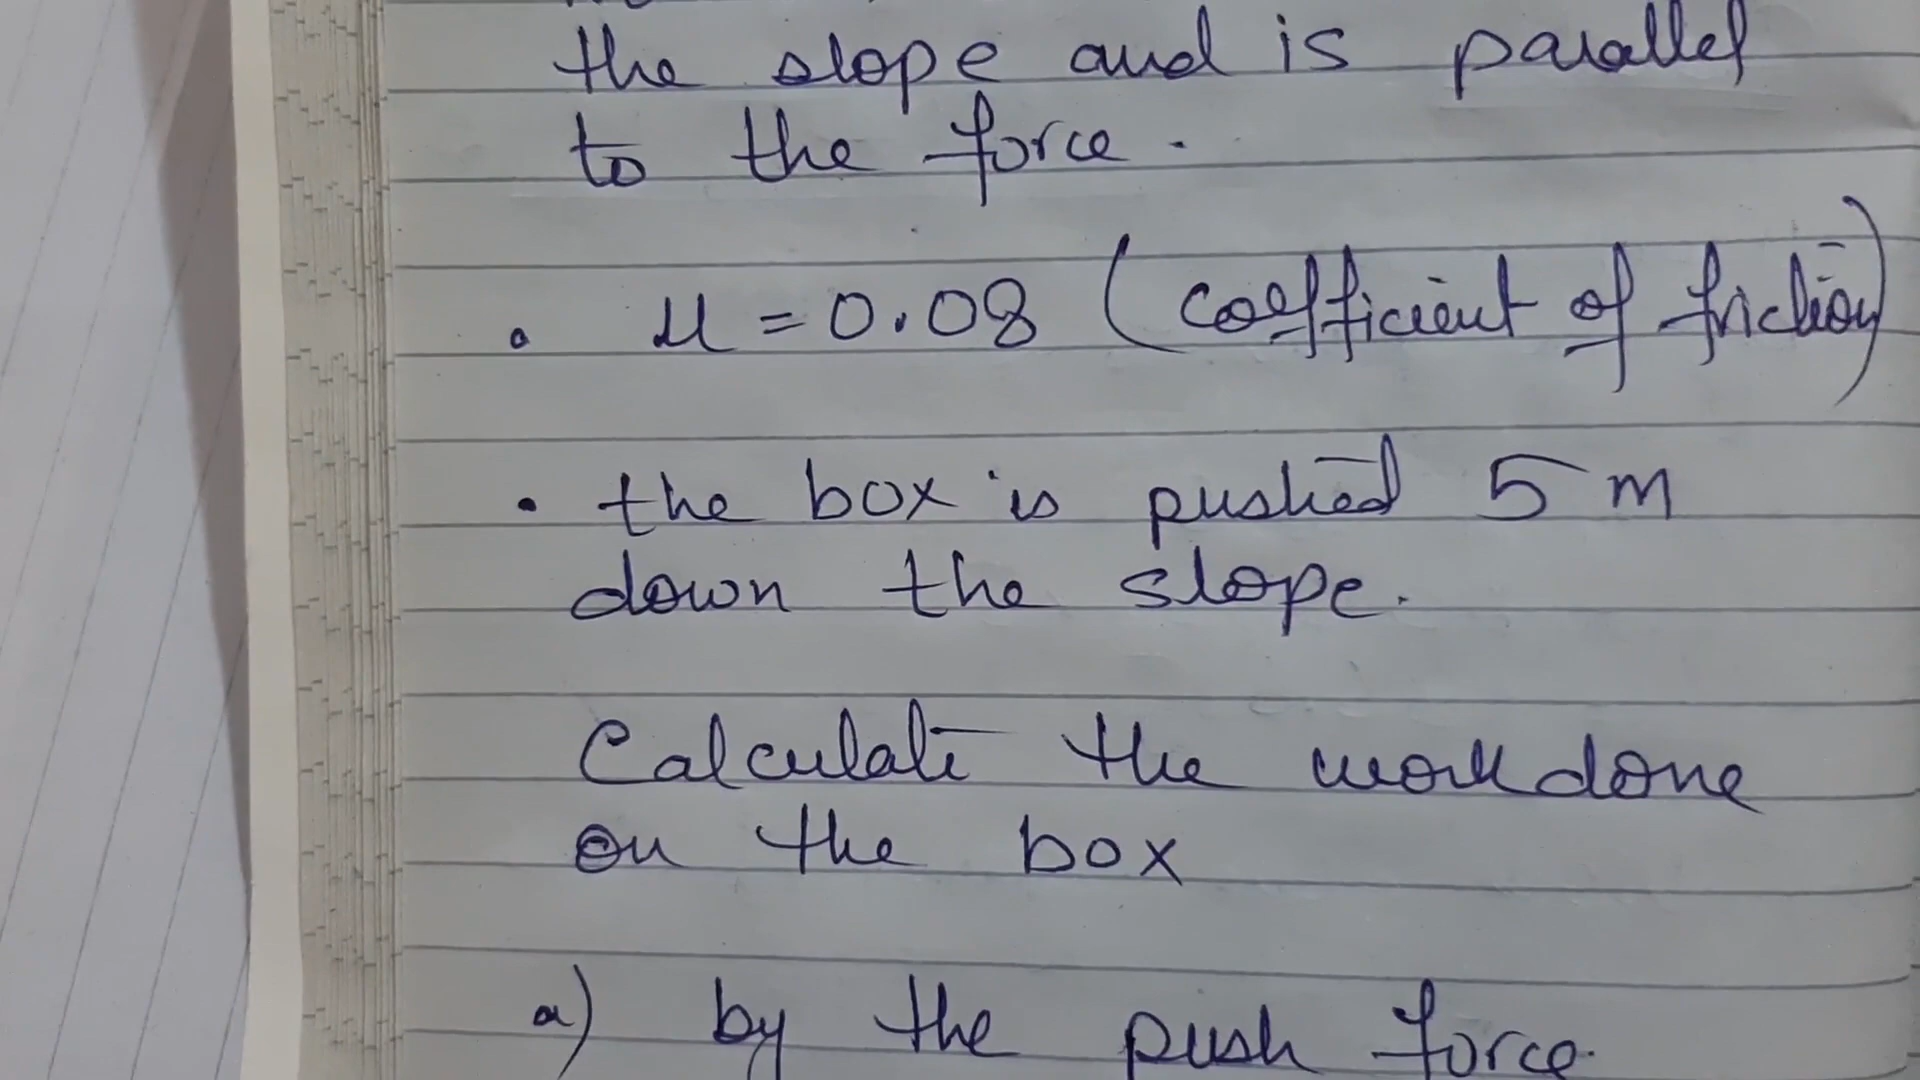 the slope and is parallel
to the force.
• μ = 0.08 (coefficient of friction)
• the box is pushed 5 m
down the slope.
Calculate the work done
on the box
a) by the push force.